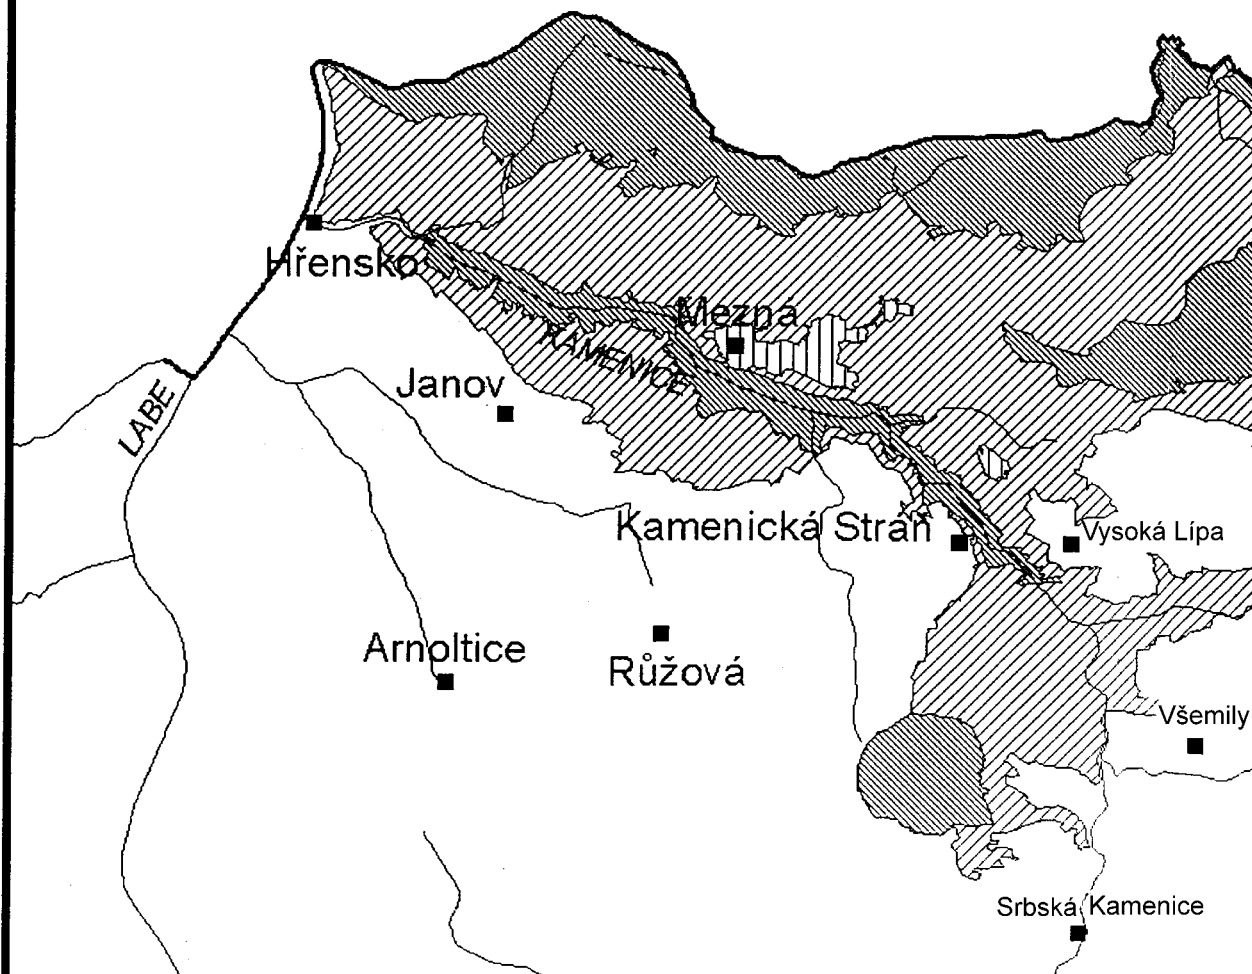 Hřensko
Mezná
KAMENICE
Janov
LABE
Kamenická Stráň
Vysoká Lípa
Arnoltice
Růžová
Všemily
Srbská Kamenice